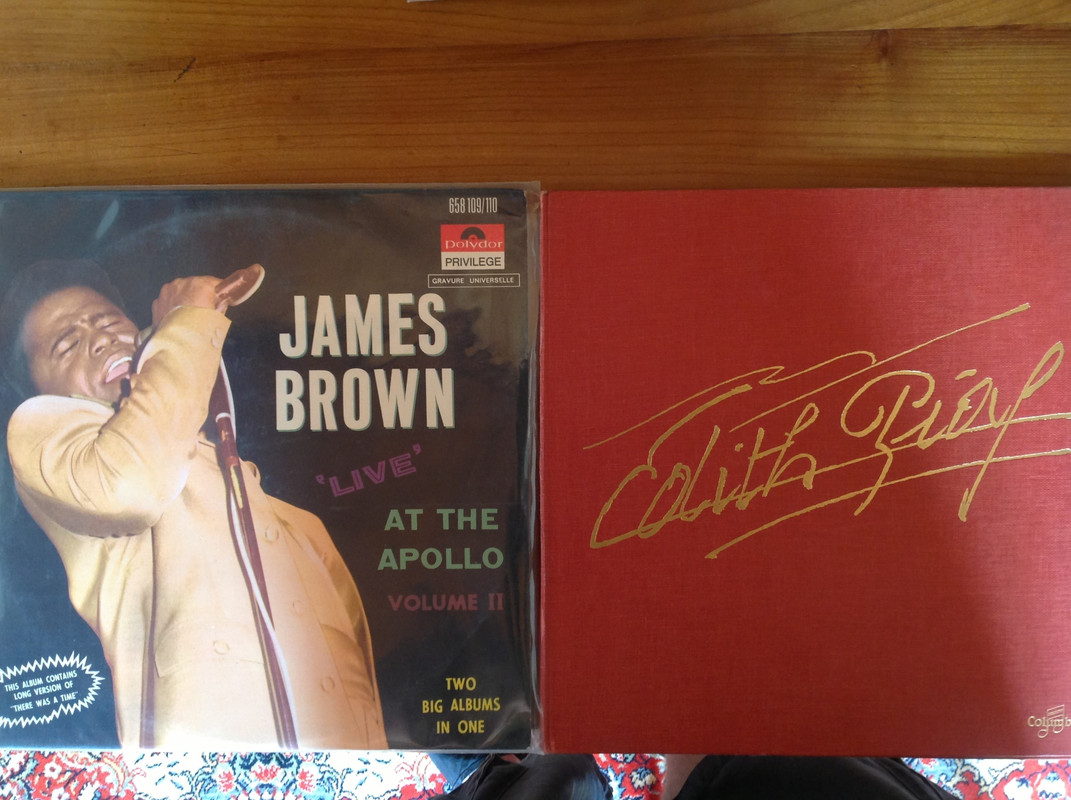 658 109/110
polydor
PRIVILEGE
GRAVURE UNIVERSELLE
JAMES
BROWN
'LIVE'
AT THE
APOLLO
VOLUME II
THIS ALBUM CONTAINS
LONG VERSION OF
"THERE WAS A TIME"
TWO
BIG ALBUMS
IN ONE
Edith Piaf